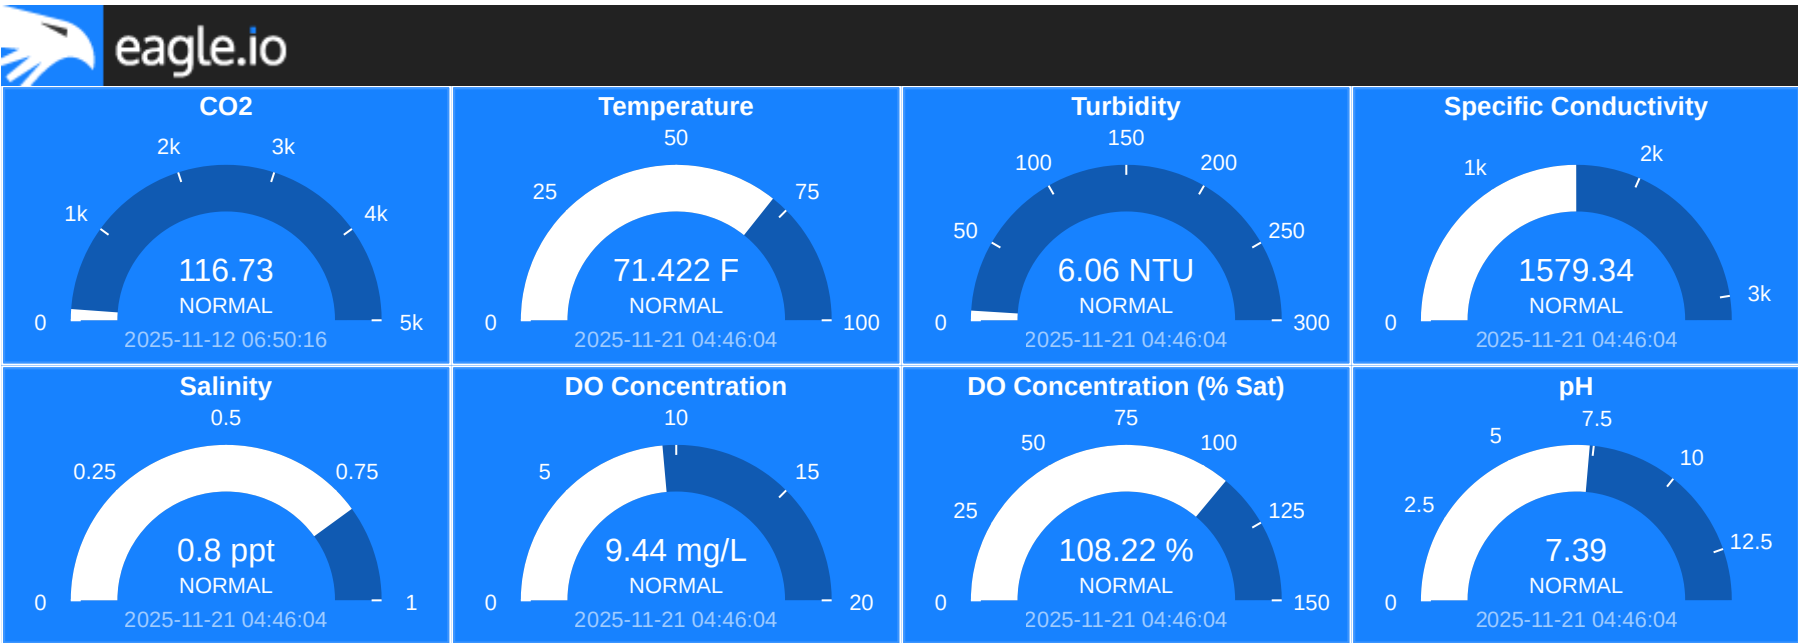 eagle.io
CO2
2k
3k
1k
4k
116.73
NORMAL
0
5k
2025-11-12 06:50:16
Temperature
50
25
75
71.422 F
NORMAL
0
100
2025-11-21 04:46:04
Turbidity
150
100
200
50
250
6.06 NTU
NORMAL
0
300
2025-11-21 04:46:04
Specific Conductivity
2k
1k
1579.34
3k
NORMAL
0
2025-11-21 04:46:04
Salinity
0.5
0.25
0.75
0.8 ppt
NORMAL
0
1
2025-11-21 04:46:04
DO Concentration
10
5
15
9.44 mg/L
NORMAL
0
20
2025-11-21 04:46:04
DO Concentration (% Sat)
75
50
100
25
125
108.22 %
NORMAL
0
150
2025-11-21 04:46:04
pH
7.5
5
10
2.5
12.5
7.39
NORMAL
0
2025-11-21 04:46:04